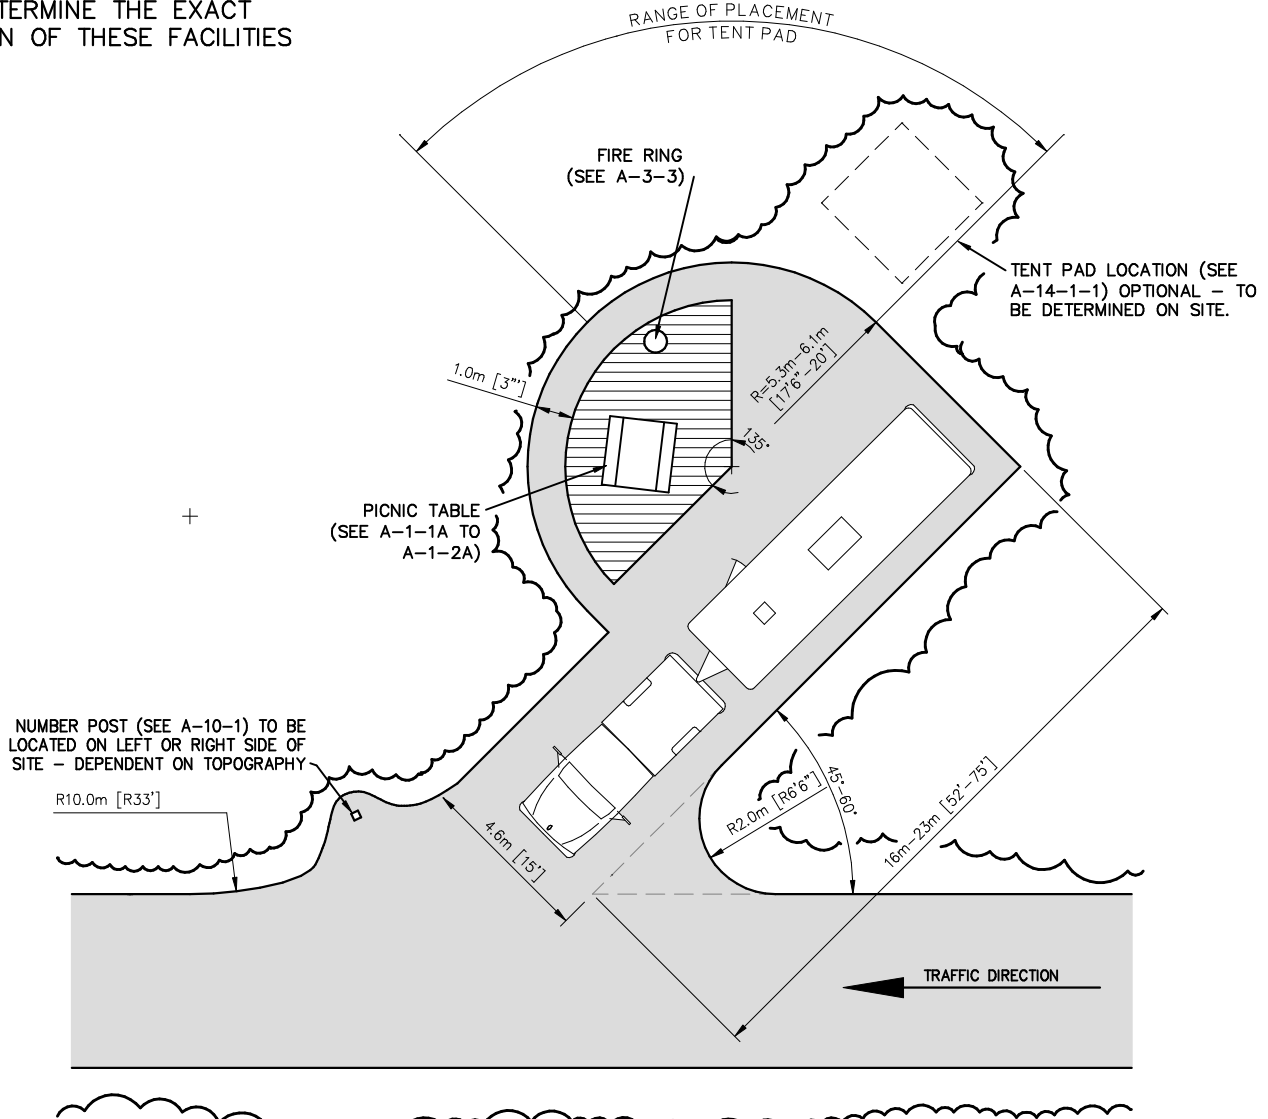 TERMINE THE EXACT
N OF THESE FACILITIES
RANGE OF PLACEMENT
FOR TENT PAD
FIRE RING
(SEE A-3-3)
TENT PAD LOCATION (SEE
A-14-1-1) OPTIONAL - TO
BE DETERMINED ON SITE.
R=5.3m-6.1m
[17'6"-20']
1.0m [3"']
135°
PICNIC TABLE
(SEE A-1-1A TO
A-1-2A)
NUMBER POST (SEE A-10-1) TO BE
LOCATED ON LEFT OR RIGHT SIDE OF
SITE - DEPENDENT ON TOPOGRAPHY
R10.0m [R33']
4.6m [15']
R2.0m [R6'6"]
45°-60°
16m-23m [52'-75']
TRAFFIC DIRECTION